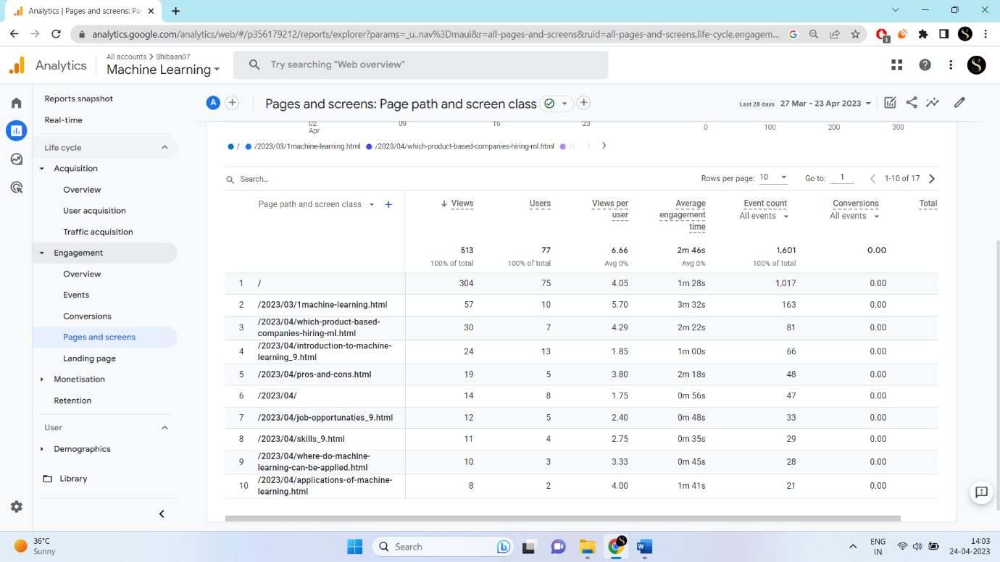 Analytics | Pages and screens: Pa
analytics.google.com/analytics/web/#/p356179212/reports/explorer?params=_u..nav%3Dmaui&r=all-pages-and-screens&ruid=all-pages-and-screens,life-cycle,engagem...
1
Analytics
All accounts > Shibaan07
Machine Learning
Try searching "Web overview"
Reports snapshot
Real-time
Life cycle
Acquisition
Overview
User acquisition
Traffic acquisition
Engagement
Overview
Events
Conversions
Pages and screens
Landing page
Monetisation
Retention
User
Demographics
Library
A
Pages and screens: Page path and screen class
Last 28 days 27 Mar - 23 Apr 2023
02 09 16 23
Apr
0 100 200 300
/ /2023/03/1machine-learning.html /2023/04/which-product-based-companies-hiring-ml.html /2
Search...
Rows per page: 10 Go to: 1 1-10 of 17
Page path and screen class Views Users Views per user Average engagement time Event count All events Conversions All events Total
513 77 6.66 2m 46s 1,601 0.00
100% of total 100% of total Avg 0% Avg 0% 100% of total
1 / 304 75 4.05 1m 28s 1,017 0.00
2 /2023/03/1machine-learning.html 57 10 5.70 3m 32s 163 0.00
3 /2023/04/which-product-based-companies-hiring-ml.html 30 7 4.29 2m 22s 81 0.00
4 /2023/04/introduction-to-machine-learning_9.html 24 13 1.85 1m 00s 66 0.00
5 /2023/04/pros-and-cons.html 19 5 3.80 2m 18s 48 0.00
6 /2023/04/ 14 8 1.75 0m 56s 47 0.00
7 /2023/04/job-opportunaties_9.html 12 5 2.40 0m 48s 33 0.00
8 /2023/04/skills_9.html 11 4 2.75 0m 35s 29 0.00
9 /2023/04/where-do-machine-learning-can-be-applied.html 10 3 3.33 0m 45s 28 0.00
10 /2023/04/applications-of-machine-learning.html 8 2 4.00 1m 41s 21 0.00
36°C
Sunny
Search
ENG
IN
14:03
24-04-2023